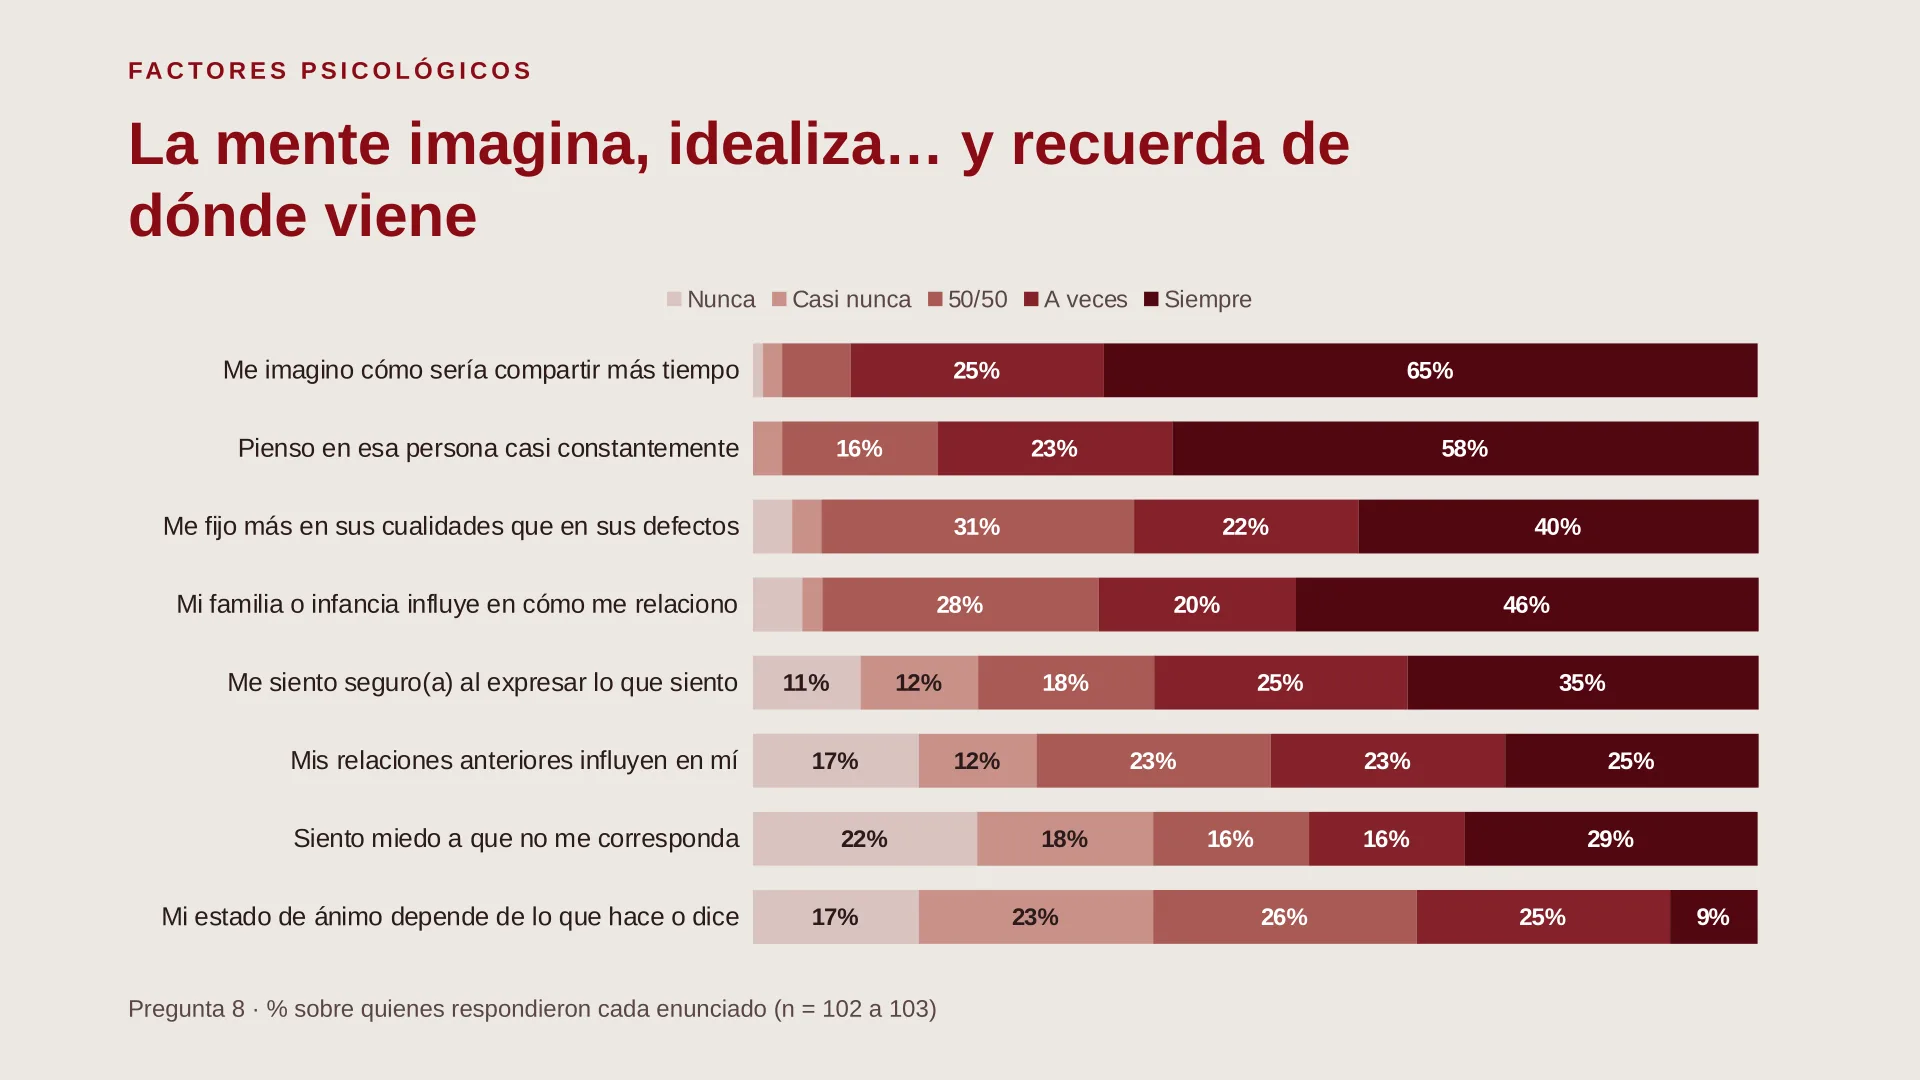 FACTORES PSICOLÓGICOS
La mente imagina, idealiza… y recuerda de
dónde viene
Nunca Casi nunca 50/50 A veces Siempre
Me imagino cómo sería compartir más tiempo 25% 65%
Pienso en esa persona casi constantemente 16% 23% 58%
Me fijo más en sus cualidades que en sus defectos 31% 22% 40%
Mi familia o infancia influye en cómo me relaciono 28% 20% 46%
Me siento seguro(a) al expresar lo que siento 11% 12% 18% 25% 35%
Mis relaciones anteriores influyen en mí 17% 12% 23% 23% 25%
Siento miedo a que no me corresponda 22% 18% 16% 16% 29%
Mi estado de ánimo depende de lo que hace o dice 17% 23% 26% 25% 9%
Pregunta 8 · % sobre quienes respondieron cada enunciado (n = 102 a 103)